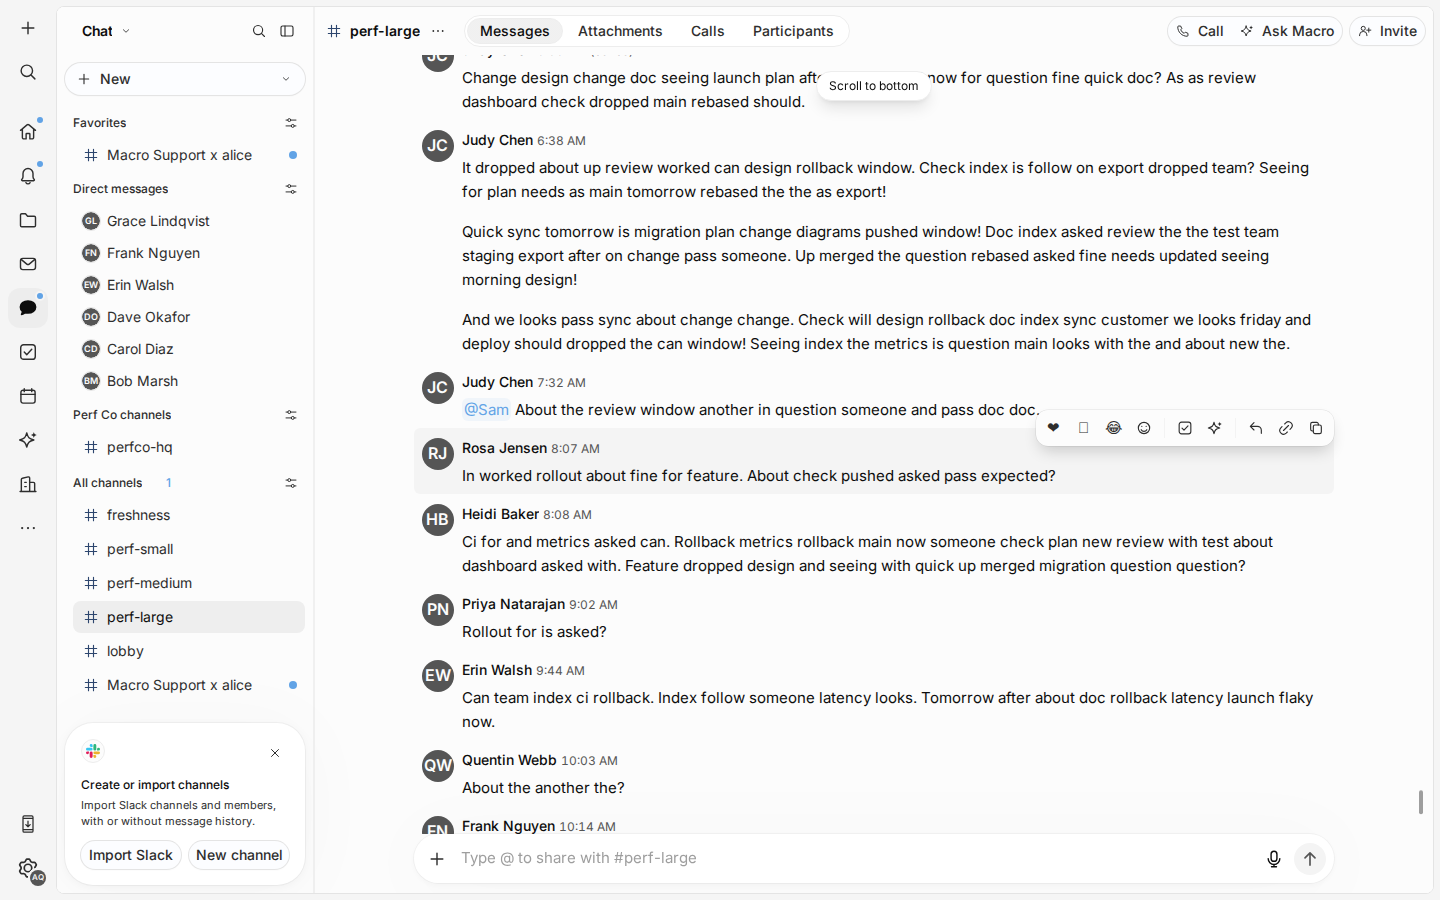 Chat
New
Favorites
Macro Support x alice
Direct messages
GL Grace Lindqvist
FN Frank Nguyen
EW Erin Walsh
DO Dave Okafor
CD Carol Diaz
BM Bob Marsh
Perf Co channels
perfco-hq
All channels 1
freshness
perf-small
perf-medium
perf-large
lobby
Macro Support x alice
Create or import channels
Import Slack channels and members,
with or without message history.
Import Slack New channel
AQ
perf-large
Messages Attachments Calls Participants
Call Ask Macro Invite
Scroll to bottom
JC
Change design change doc seeing launch plan now for question fine quick doc? As as review
dashboard check dropped main rebased should.
JC Judy Chen 6:38 AM
It dropped about up review worked can design rollback window. Check index is follow on export dropped team? Seeing
for plan needs as main tomorrow rebased the the as export!
Quick sync tomorrow is migration plan change diagrams pushed window! Doc index asked review the the test team
staging export after on change pass someone. Up merged the question rebased asked fine needs updated seeing
morning design!
And we looks pass sync about change change. Check will design rollback doc index sync customer we looks friday and
deploy should dropped the can window! Seeing index the metrics is question main looks with the and about new the.
JC Judy Chen 7:32 AM
@Sam About the review window another in question someone and pass doc doc.
RJ Rosa Jensen 8:07 AM
In worked rollout about fine for feature. About check pushed asked pass expected?
HB Heidi Baker 8:08 AM
Ci for and metrics asked can. Rollback metrics rollback main now someone check plan new review with test about
dashboard asked with. Feature dropped design and seeing with quick up merged migration question question?
PN Priya Natarajan 9:02 AM
Rollout for is asked?
EW Erin Walsh 9:44 AM
Can team index ci rollback. Index follow someone latency looks. Tomorrow after about doc rollback latency launch flaky
now.
QW Quentin Webb 10:03 AM
About the another the?
FN Frank Nguyen 10:14 AM
Type @ to share with #perf-large